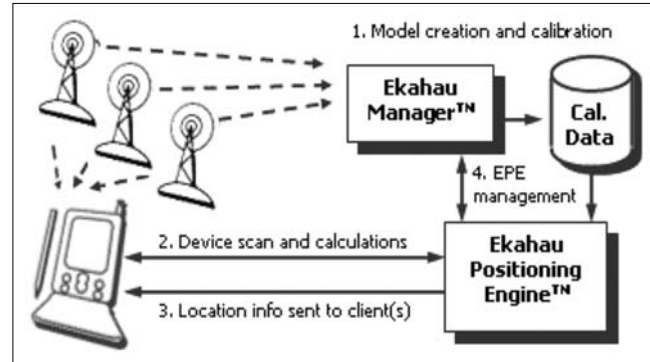 1. Model creation and calibration
Ekahau
Manager™
Cal.
Data
4. EPE
management
2. Device scan and calculations
Ekahau
Positioning
Engine™
3. Location info sent to client(s)